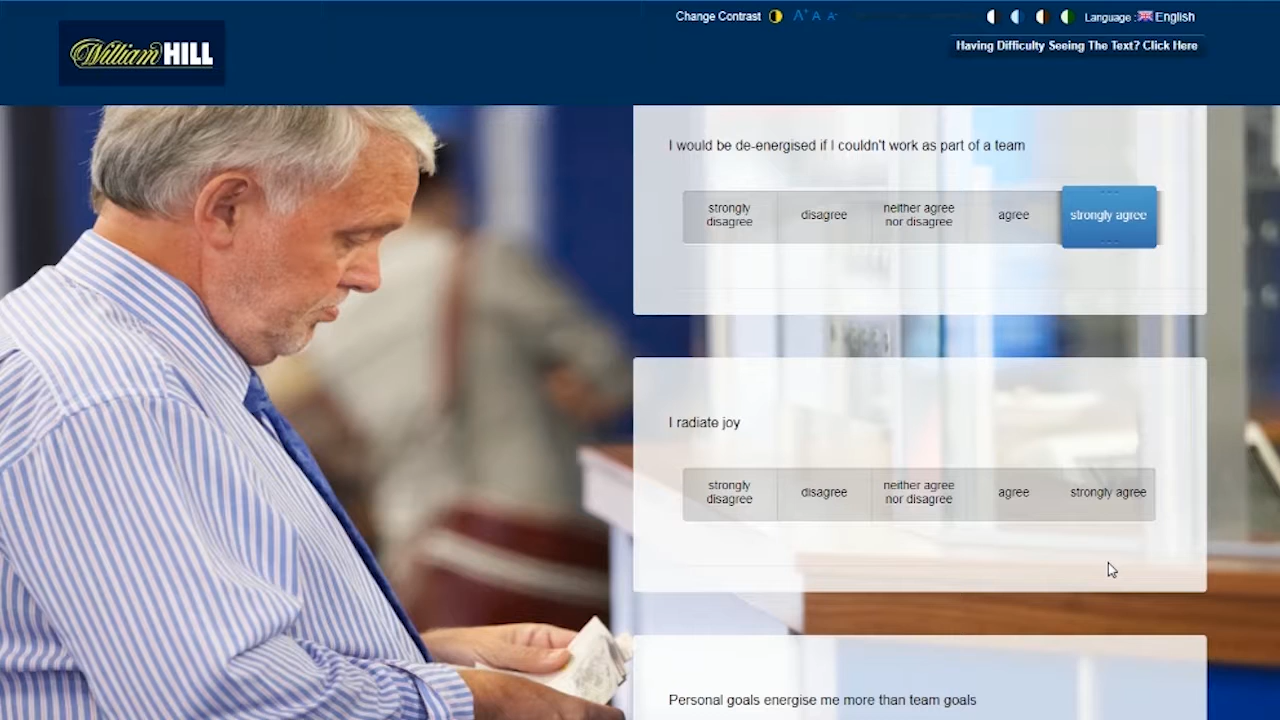 William HILL
Change Contrast A+ A A-
Language : English
Having Difficulty Seeing The Text? Click Here
I would be de-energised if I couldn't work as part of a team
strongly disagree
disagree
neither agree nor disagree
agree
strongly agree
I radiate joy
strongly disagree
disagree
neither agree nor disagree
agree
strongly agree
Personal goals energise me more than team goals